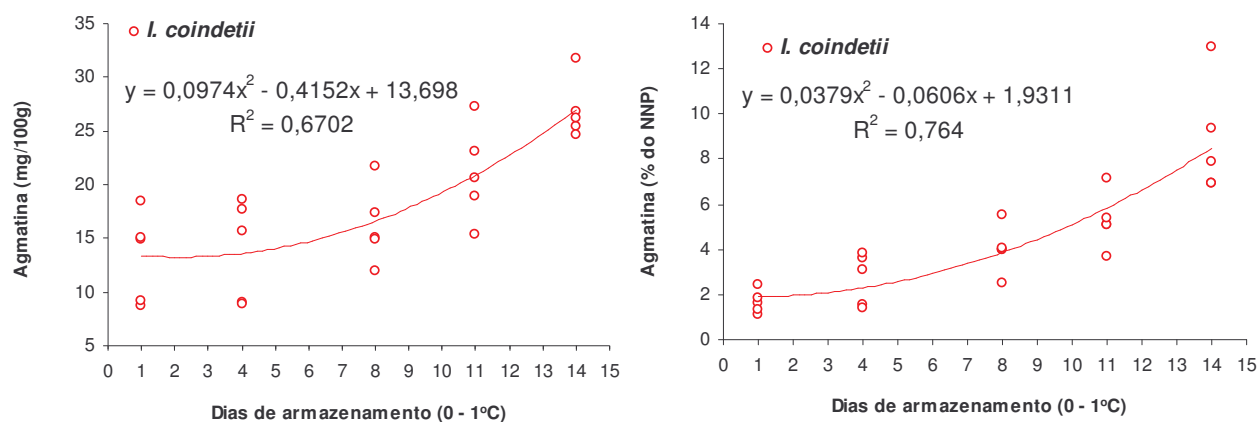 35
30
25
20
15
10
5
Agmatina (mg/100g)
I. coindetii
y = 0,0974x² - 0,4152x + 13,698
R² = 0,6702
0 1 2 3 4 5 6 7 8 9 10 11 12 13 14 15
Dias de armazenamento (0 - 1ºC)
14
12
10
8
6
4
2
0
Agmatina (% do NNP)
I. coindetii
y = 0,0379x² - 0,0606x + 1,9311
R² = 0,764
0 1 2 3 4 5 6 7 8 9 10 11 12 13 14 15
Dias de armazenamento (0 - 1ºC)